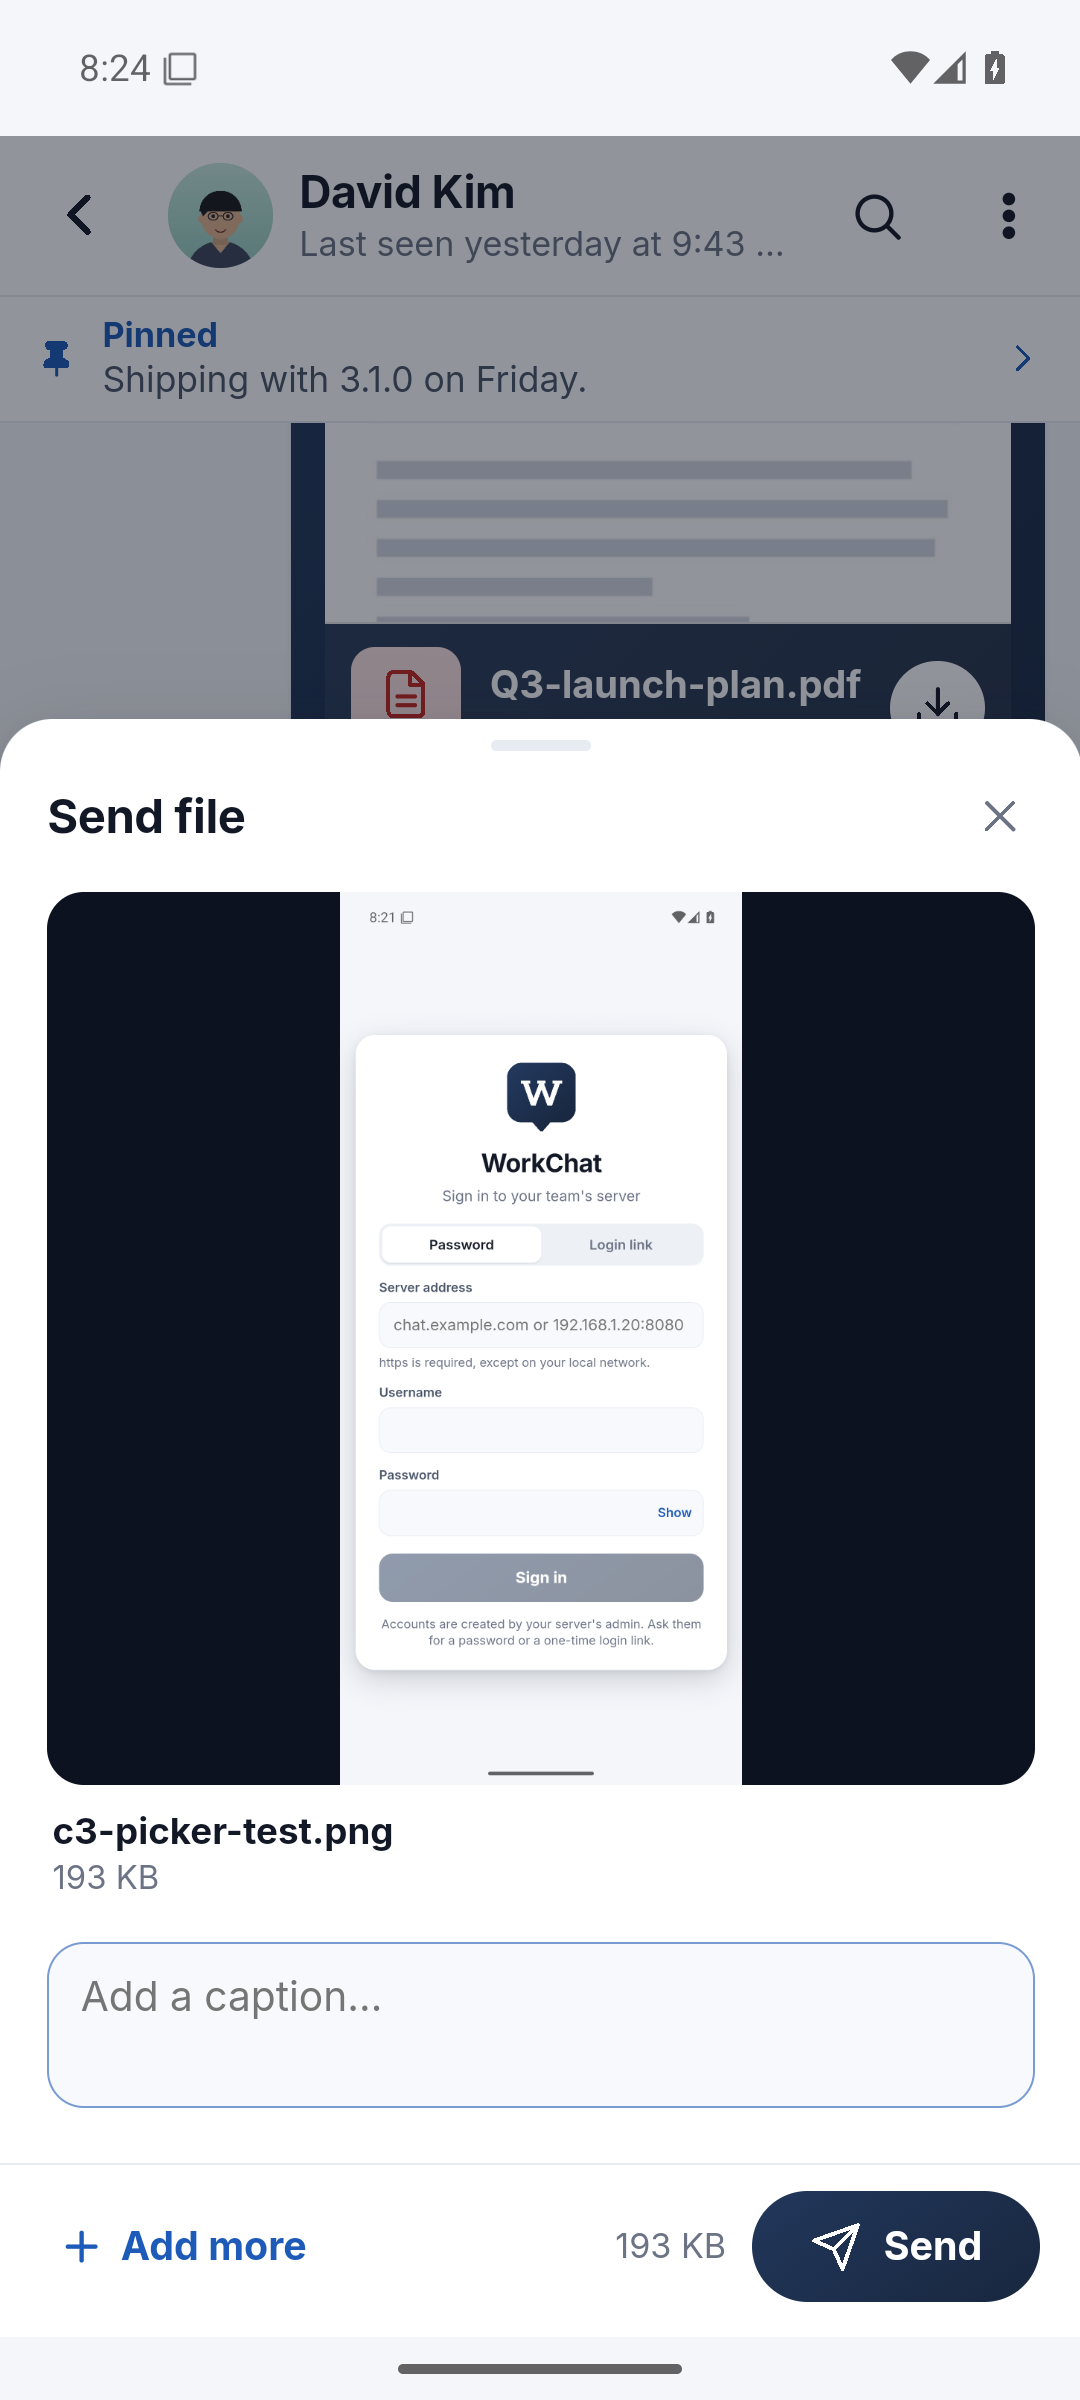 8:24
David Kim
Last seen yesterday at 9:43 ...
Pinned
Shipping with 3.1.0 on Friday.
Q3-launch-plan.pdf
Send file
8:21
W
WorkChat
Sign in to your team's server
Password
Login link
Server address
chat.example.com or 192.168.1.20:8080
https is required, except on your local network.
Username
Password
Show
Sign in
Accounts are created by your server's admin. Ask them
for a password or a one-time login link.
c3-picker-test.png
193 KB
Add a caption...
Add more
193 KB
Send